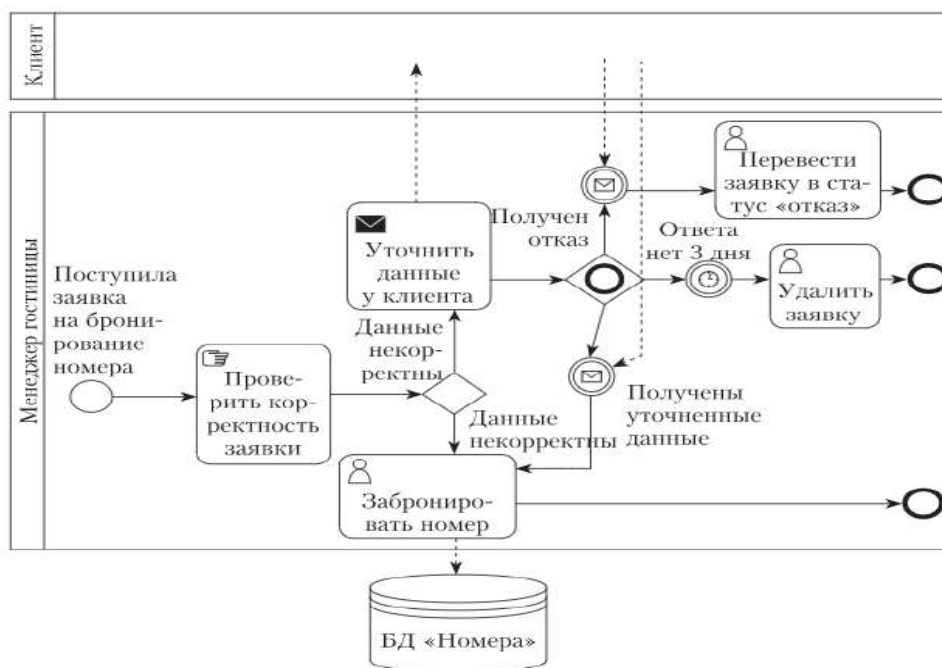 Клиент
Менеджер гостиницы
Поступила
заявка
на брони-
рование
номера
Прове-
рить кор-
ректность
заявки
Данные
некор-
ректны
Уточнить
данные
у клиента
Данные
некорректны
Заброниро-
вать номер
БД «Номера»
Получен
отказ
Перевести
заявку в ста-
тус «отказ»
Ответа
нет 3 дня
Удалить
заявку
Получены
уточненные
данные